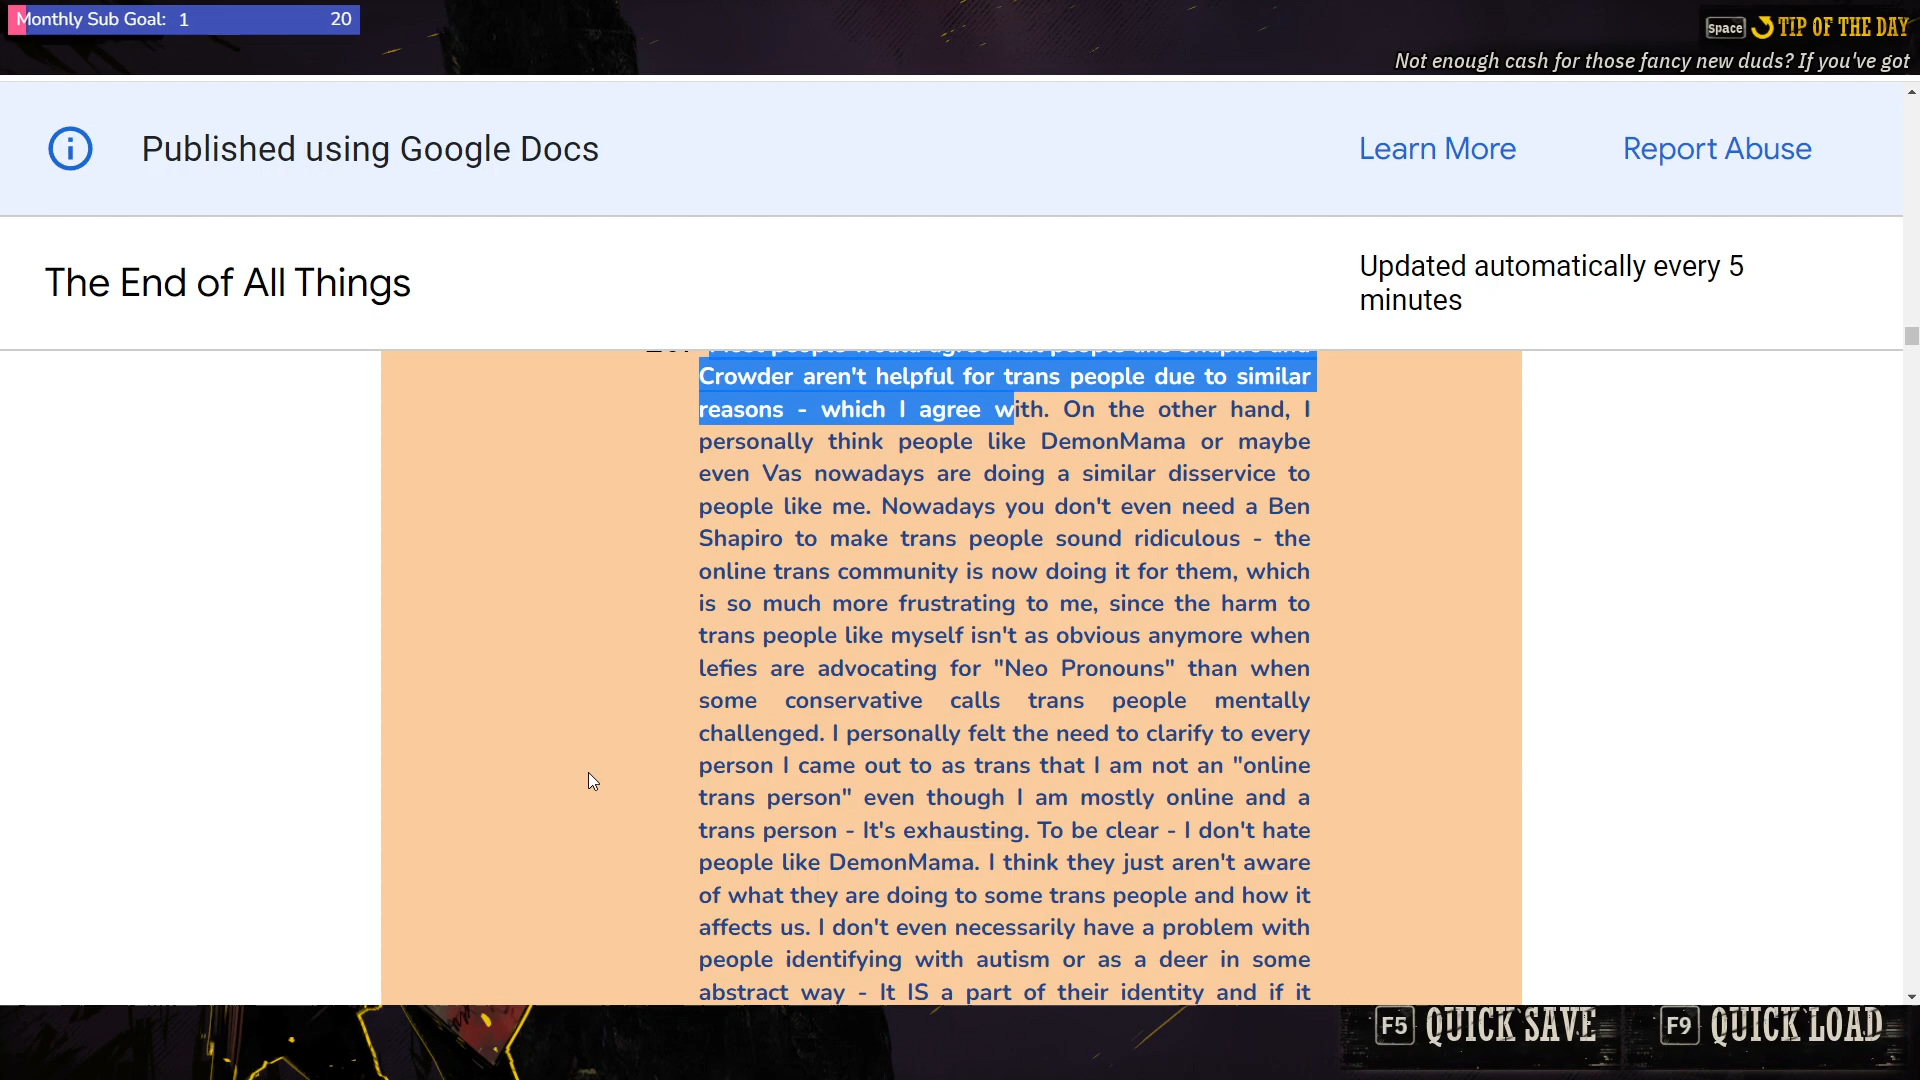 Monthly Sub Goal: 1 20
Space TIP OF THE DAY
Not enough cash for those fancy new duds? If you've got
Published using Google Docs
Learn More
Report Abuse
The End of All Things
Updated automatically every 5
minutes
Most people would agree that people like Shapiro and
Crowder aren't helpful for trans people due to similar
reasons - which I agree with. On the other hand, I
personally think people like DemonMama or maybe
even Vas nowadays are doing a similar disservice to
people like me. Nowadays you don't even need a Ben
Shapiro to make trans people sound ridiculous - the
online trans community is now doing it for them, which
is so much more frustrating to me, since the harm to
trans people like myself isn't as obvious anymore when
lefies are advocating for "Neo Pronouns" than when
some conservative calls trans people mentally
challenged. I personally felt the need to clarify to every
person I came out to as trans that I am not an "online
trans person" even though I am mostly online and a
trans person - It's exhausting. To be clear - I don't hate
people like DemonMama. I think they just aren't aware
of what they are doing to some trans people and how it
affects us. I don't even necessarily have a problem with
people identifying with autism or as a deer in some
abstract way - It IS a part of their identity and if it
F5 QUICK SAVE
F9 QUICK LOAD